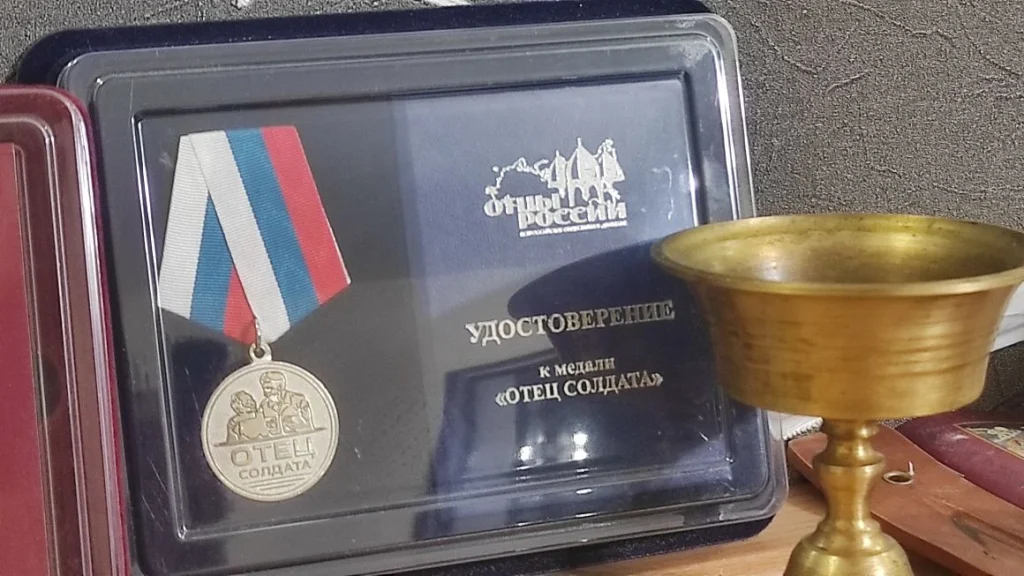 ОТЕЦ
СОЛДАТА
отцы
РОССИИ
УДОСТОВЕРЕНИЕ
к медали
«ОТЕЦ СОЛДАТА»